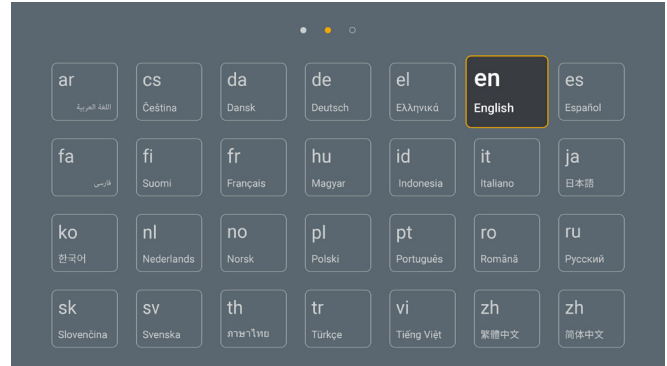 ar
اللغة العربية
cs
Čeština
da
Dansk
de
Deutsch
el
Ελληνικά
en
English
es
Español
fa
فارسی
fi
Suomi
fr
Français
hu
Magyar
id
Indonesia
it
Italiano
ja
日本語
ko
한국어
nl
Nederlands
no
Norsk
pl
Polski
pt
Português
ro
Română
ru
Русский
sk
Slovenčina
sv
Svenska
th
ภาษาไทย
tr
Türkçe
vi
Tiếng Việt
zh
繁體中文
zh
简体中文